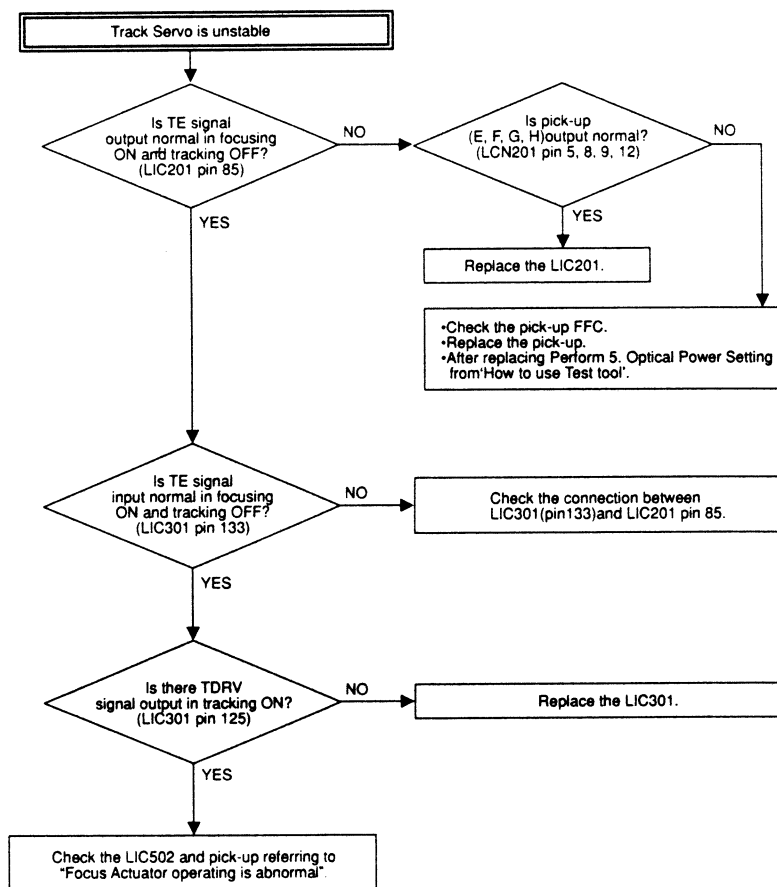 Track Servo is unstable
Is TE signal
output normal in focusing
ON and tracking OFF?
(LIC201 pin 85)
NO
YES
Is pick-up
(E, F, G, H)output normal?
(LCN201 pin 5, 8, 9, 12)
NO
YES
Replace the LIC201.
•Check the pick-up FFC.
•Replace the pick-up.
•After replacing Perform 5. Optical Power Setting
from'How to use Test tool'.
Is TE signal
input normal in focusing
ON and tracking OFF?
(LIC301 pin 133)
NO
YES
Check the connection between
LIC301(pin133)and LIC201 pin 85.
Is there TDRV
signal output in tracking ON?
(LIC301 pin 125)
NO
YES
Replace the LIC301.
Check the LIC502 and pick-up referring to
"Focus Actuator operating is abnormal".